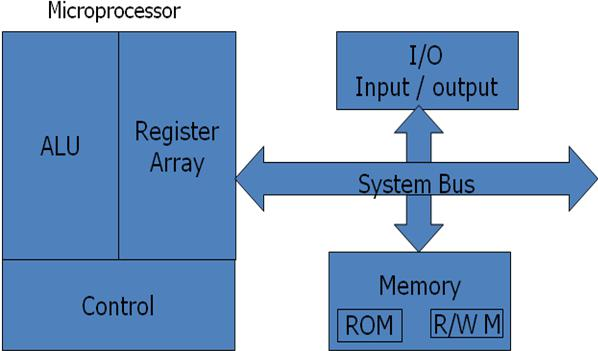 Microprocessor
ALU
Register
Array
Control
I/O
Input / output
System Bus
Memory
ROM
R/W M